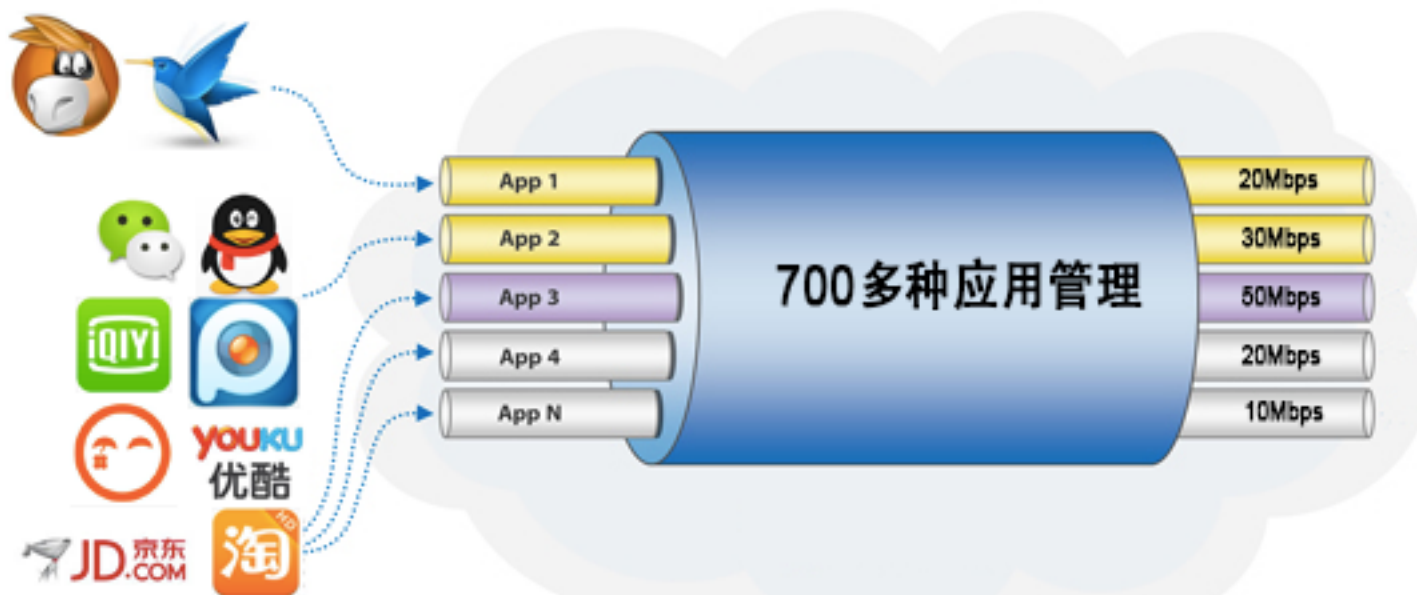 App 1
App 2
App 3
App 4
App N
700多种应用管理
20Mbps
30Mbps
50Mbps
20Mbps
10Mbps
iQIYI
YOUKU
优酷
JD.COM
京东
淘
HD